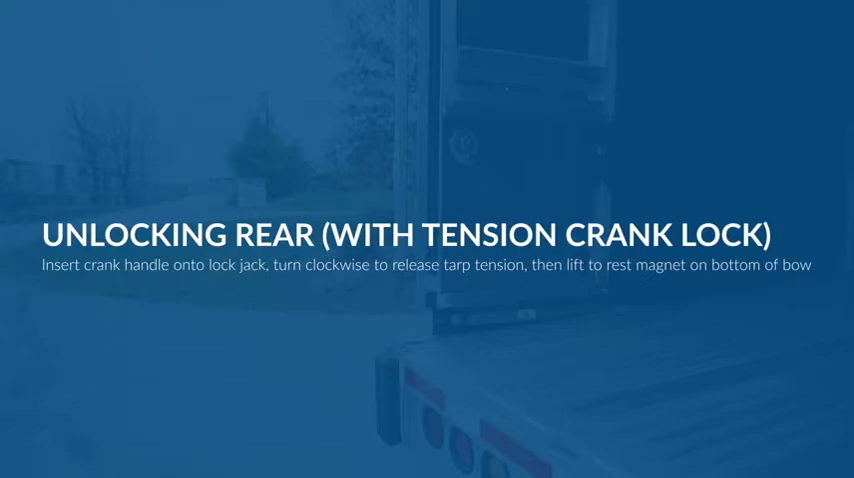 UNLOCKING REAR (WITH TENSION CRANK LOCK)
Insert crank handle onto lock jack, turn clockwise to release tarp tension, then lift to rest magnet on bottom of bow